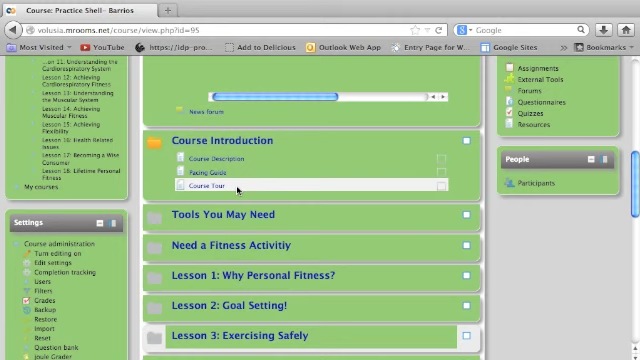 Course: Practice Shell- Barrios
volusia.mrooms.net/course/view.php?id=95
Google
Most Visited
YouTube
https://idp-pro...
Add to Delicious
Outlook Web App
Entry Page for W...
Google Sites
Bookmarks
...on 11: Understanding the
Cardiorespiratory System
Lesson 12: Achieving
Cardiorespiratory Fitness
Lesson 13: Understanding
the Muscular System
Lesson 14: Achieving
Muscular Fitness
Lesson 15: Achieving
Flexibility
Lesson 16: Health Related
Issues
Lesson 17: Becoming a Wise
Consumer
Lesson 18: Lifetime Personal
Fitness
My courses
Settings
Course administration
Turn editing on
Edit settings
Completion tracking
Users
Filters
Grades
Backup
Restore
Import
Reset
Question bank
Joule Grader
News forum
Course Introduction
Course Description
Pacing Guide
Course Tour
Tools You May Need
Need a Fitness Activitiy
Lesson 1: Why Personal Fitness?
Lesson 2: Goal Setting!
Lesson 3: Exercising Safely
Assignments
External Tools
Forums
Questionnaires
Quizzes
Resources
People
Participants